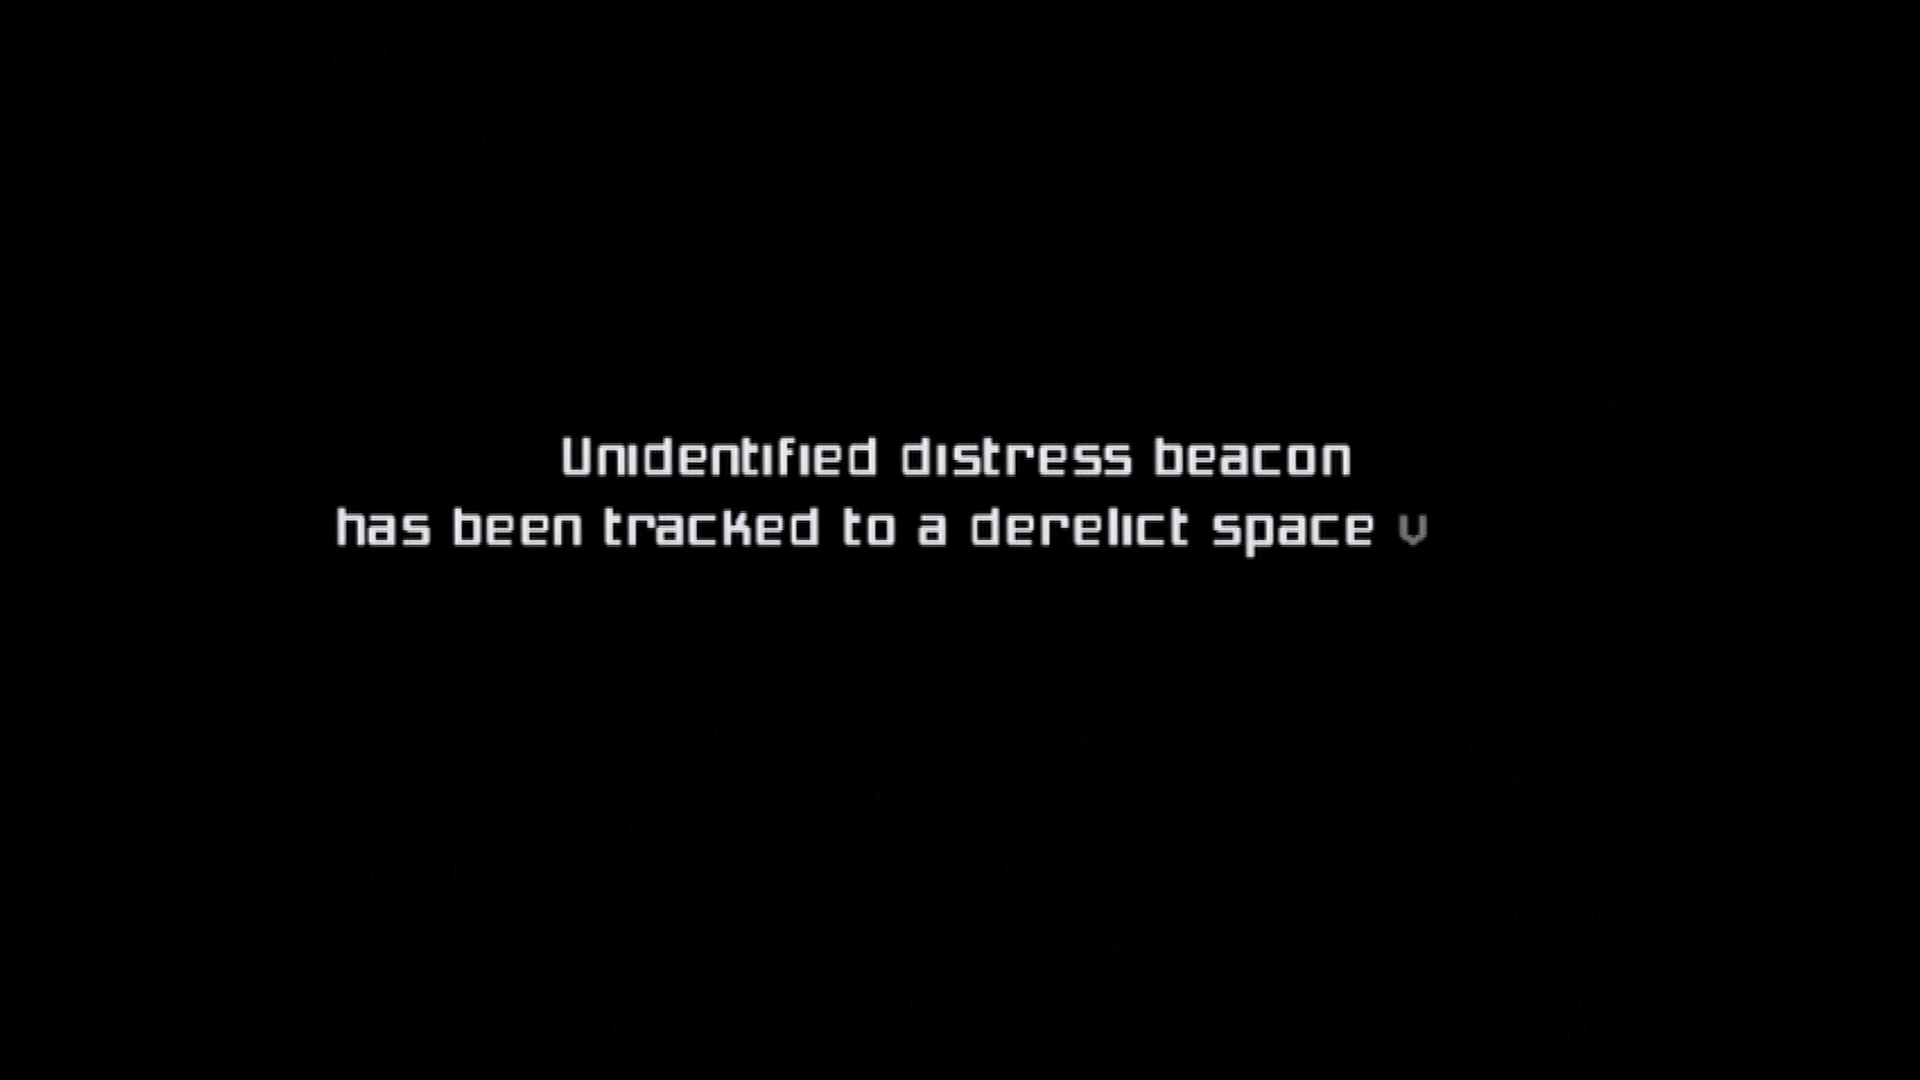 Unidentified distress beacon
has been tracked to a derelict space v